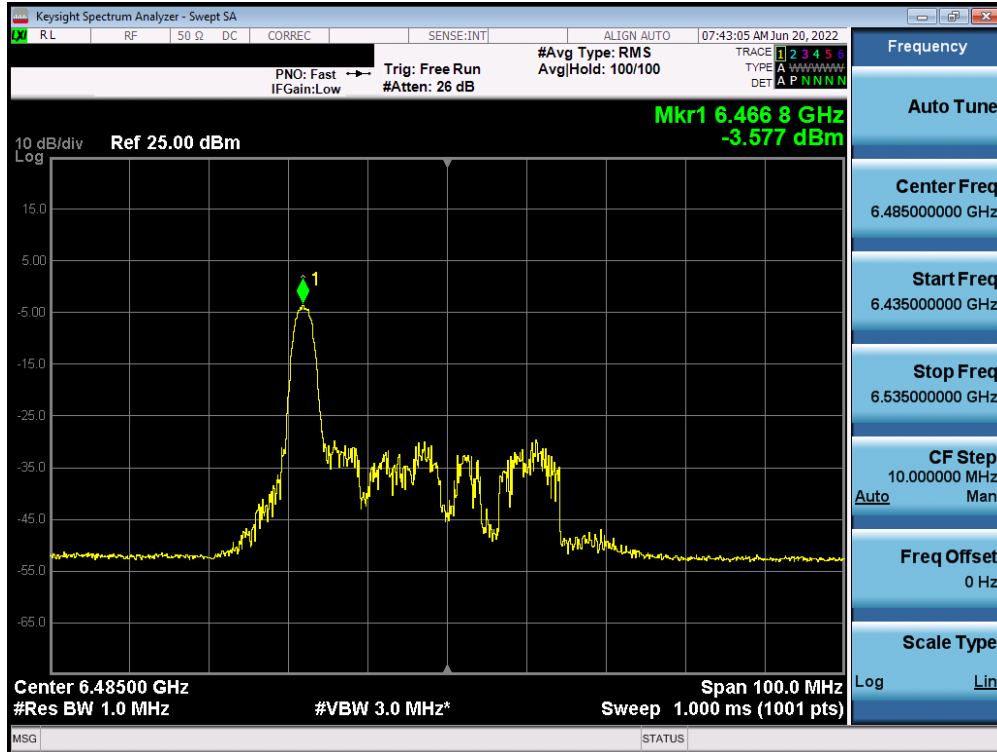 Keysight Spectrum Analyzer - Swept SA
LXI RL RF 50 Ω DC CORREC SENSE:INT ALIGN AUTO 07:43:05 AM Jun 20, 2022
PNO: Fast Trig: Free Run #Avg Type: RMS TRACE 1 2 3 4 5 6
IFGain:Low #Atten: 26 dB Avg|Hold: 100/100 TYPE A WWWWW
DET A P N N N N
Mkr1 6.466 8 GHz
-3.577 dBm
10 dB/div Ref 25.00 dBm
Log
15.0
5.00
1
-5.00
-15.0
-25.0
-35.0
-45.0
-55.0
-65.0
Center 6.48500 GHz Span 100.0 MHz
#Res BW 1.0 MHz #VBW 3.0 MHz* Sweep 1.000 ms (1001 pts)
MSG STATUS
Frequency
Auto Tune
Center Freq
6.485000000 GHz
Start Freq
6.435000000 GHz
Stop Freq
6.535000000 GHz
CF Step
10.000000 MHz
Auto Man
Freq Offset
0 Hz
Scale Type
Log Lin